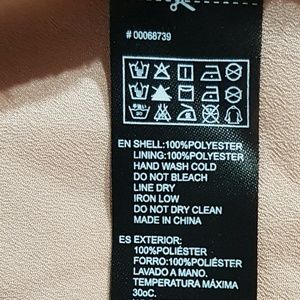 # 00068739
EN SHELL:100%POLYESTER
LINING:100%POLYESTER
HAND WASH COLD
DO NOT BLEACH
LINE DRY
IRON LOW
DO NOT DRY CLEAN
MADE IN CHINA
ES EXTERIOR:
100%POLIÉSTER
FORRO:100%POLIÉSTER
LAVADO A MANO.
TEMPERATURA MÁXIMA
30oC.